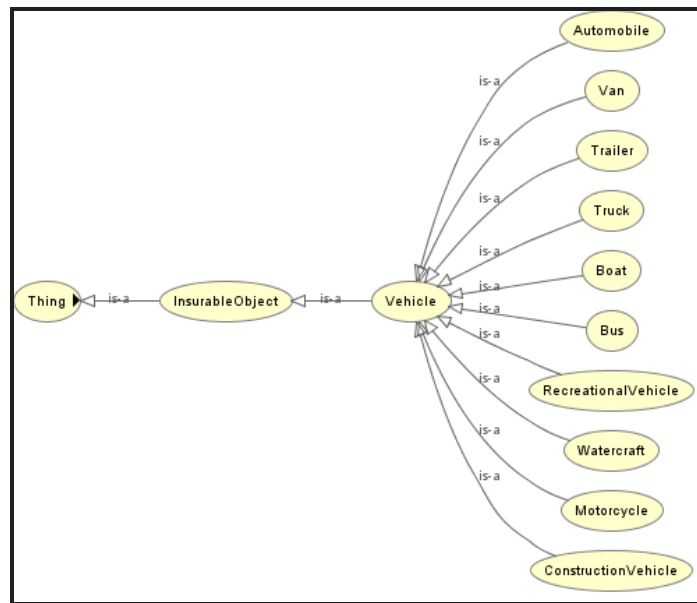 Automobile
is-a
Van
is-a
Trailer
is-a
Truck
is-a
Boat
is-a
Thing
is-a
InsurableObject
is-a
Vehicle
is-a
Bus
is-a
RecreationalVehicle
is-a
Watercraft
is-a
Motorcycle
is-a
ConstructionVehicle